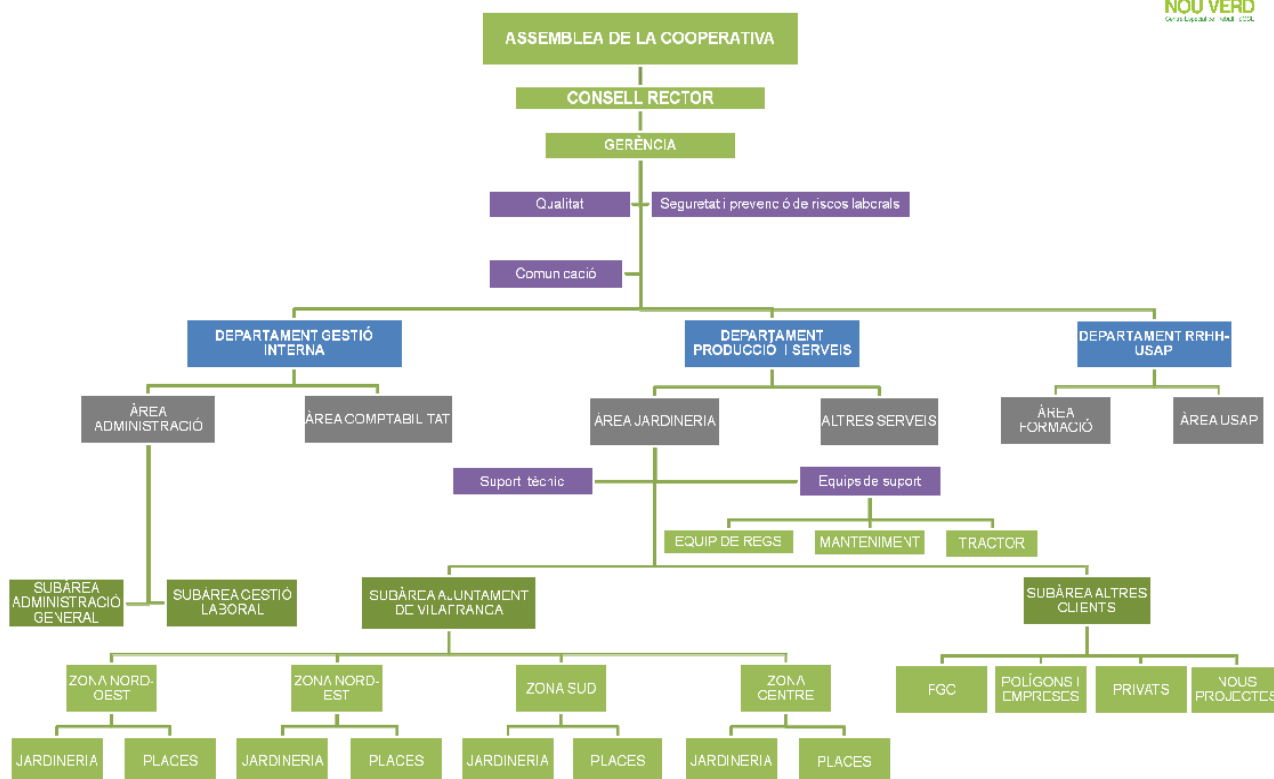 NOU VERD
ASSEMBLEA DE LA COOPERATIVA
CONSELL RECTOR
GERÈNCIA
Qualitat
Seguretat i prevenció de riscos laborals
Comunicació
DEPARTAMENT GESTIÓ
INTERNA
DEPARTAMENT
PRODUCCIÓ I SERVEIS
DEPARTAMENT RRHH-
USAP
ÀREA
ADMINISTRACIÓ
ÀREA COMPTABILITAT
ÀREA JARDINERIA
ALTRES SERVEIS
ÀREA
FORMACIÓ
ÀREA USAP
Suport tècnic
Equips de suport
EQUIP DE REGS
MANTENIMENT
TRACTOR
SUBÀREA
ADMINISTRACIÓ
GENERAL
SUBÀREA GESTIÓ
LABORAL
SUBÀREA AJUNTAMENT
DE VILAFRANCA
SUBÀREA ALTRES
CLIENTS
ZONA NORD-
OEST
ZONA NORD-
EST
ZONA SUD
ZONA
CENTRE
FGC
POLÍGONS I
EMPRESES
PRIVATS
NOUS
PROJECTES
JARDINERIA
PLACES
JARDINERIA
PLACES
JARDINERIA
PLACES
JARDINERIA
PLACES